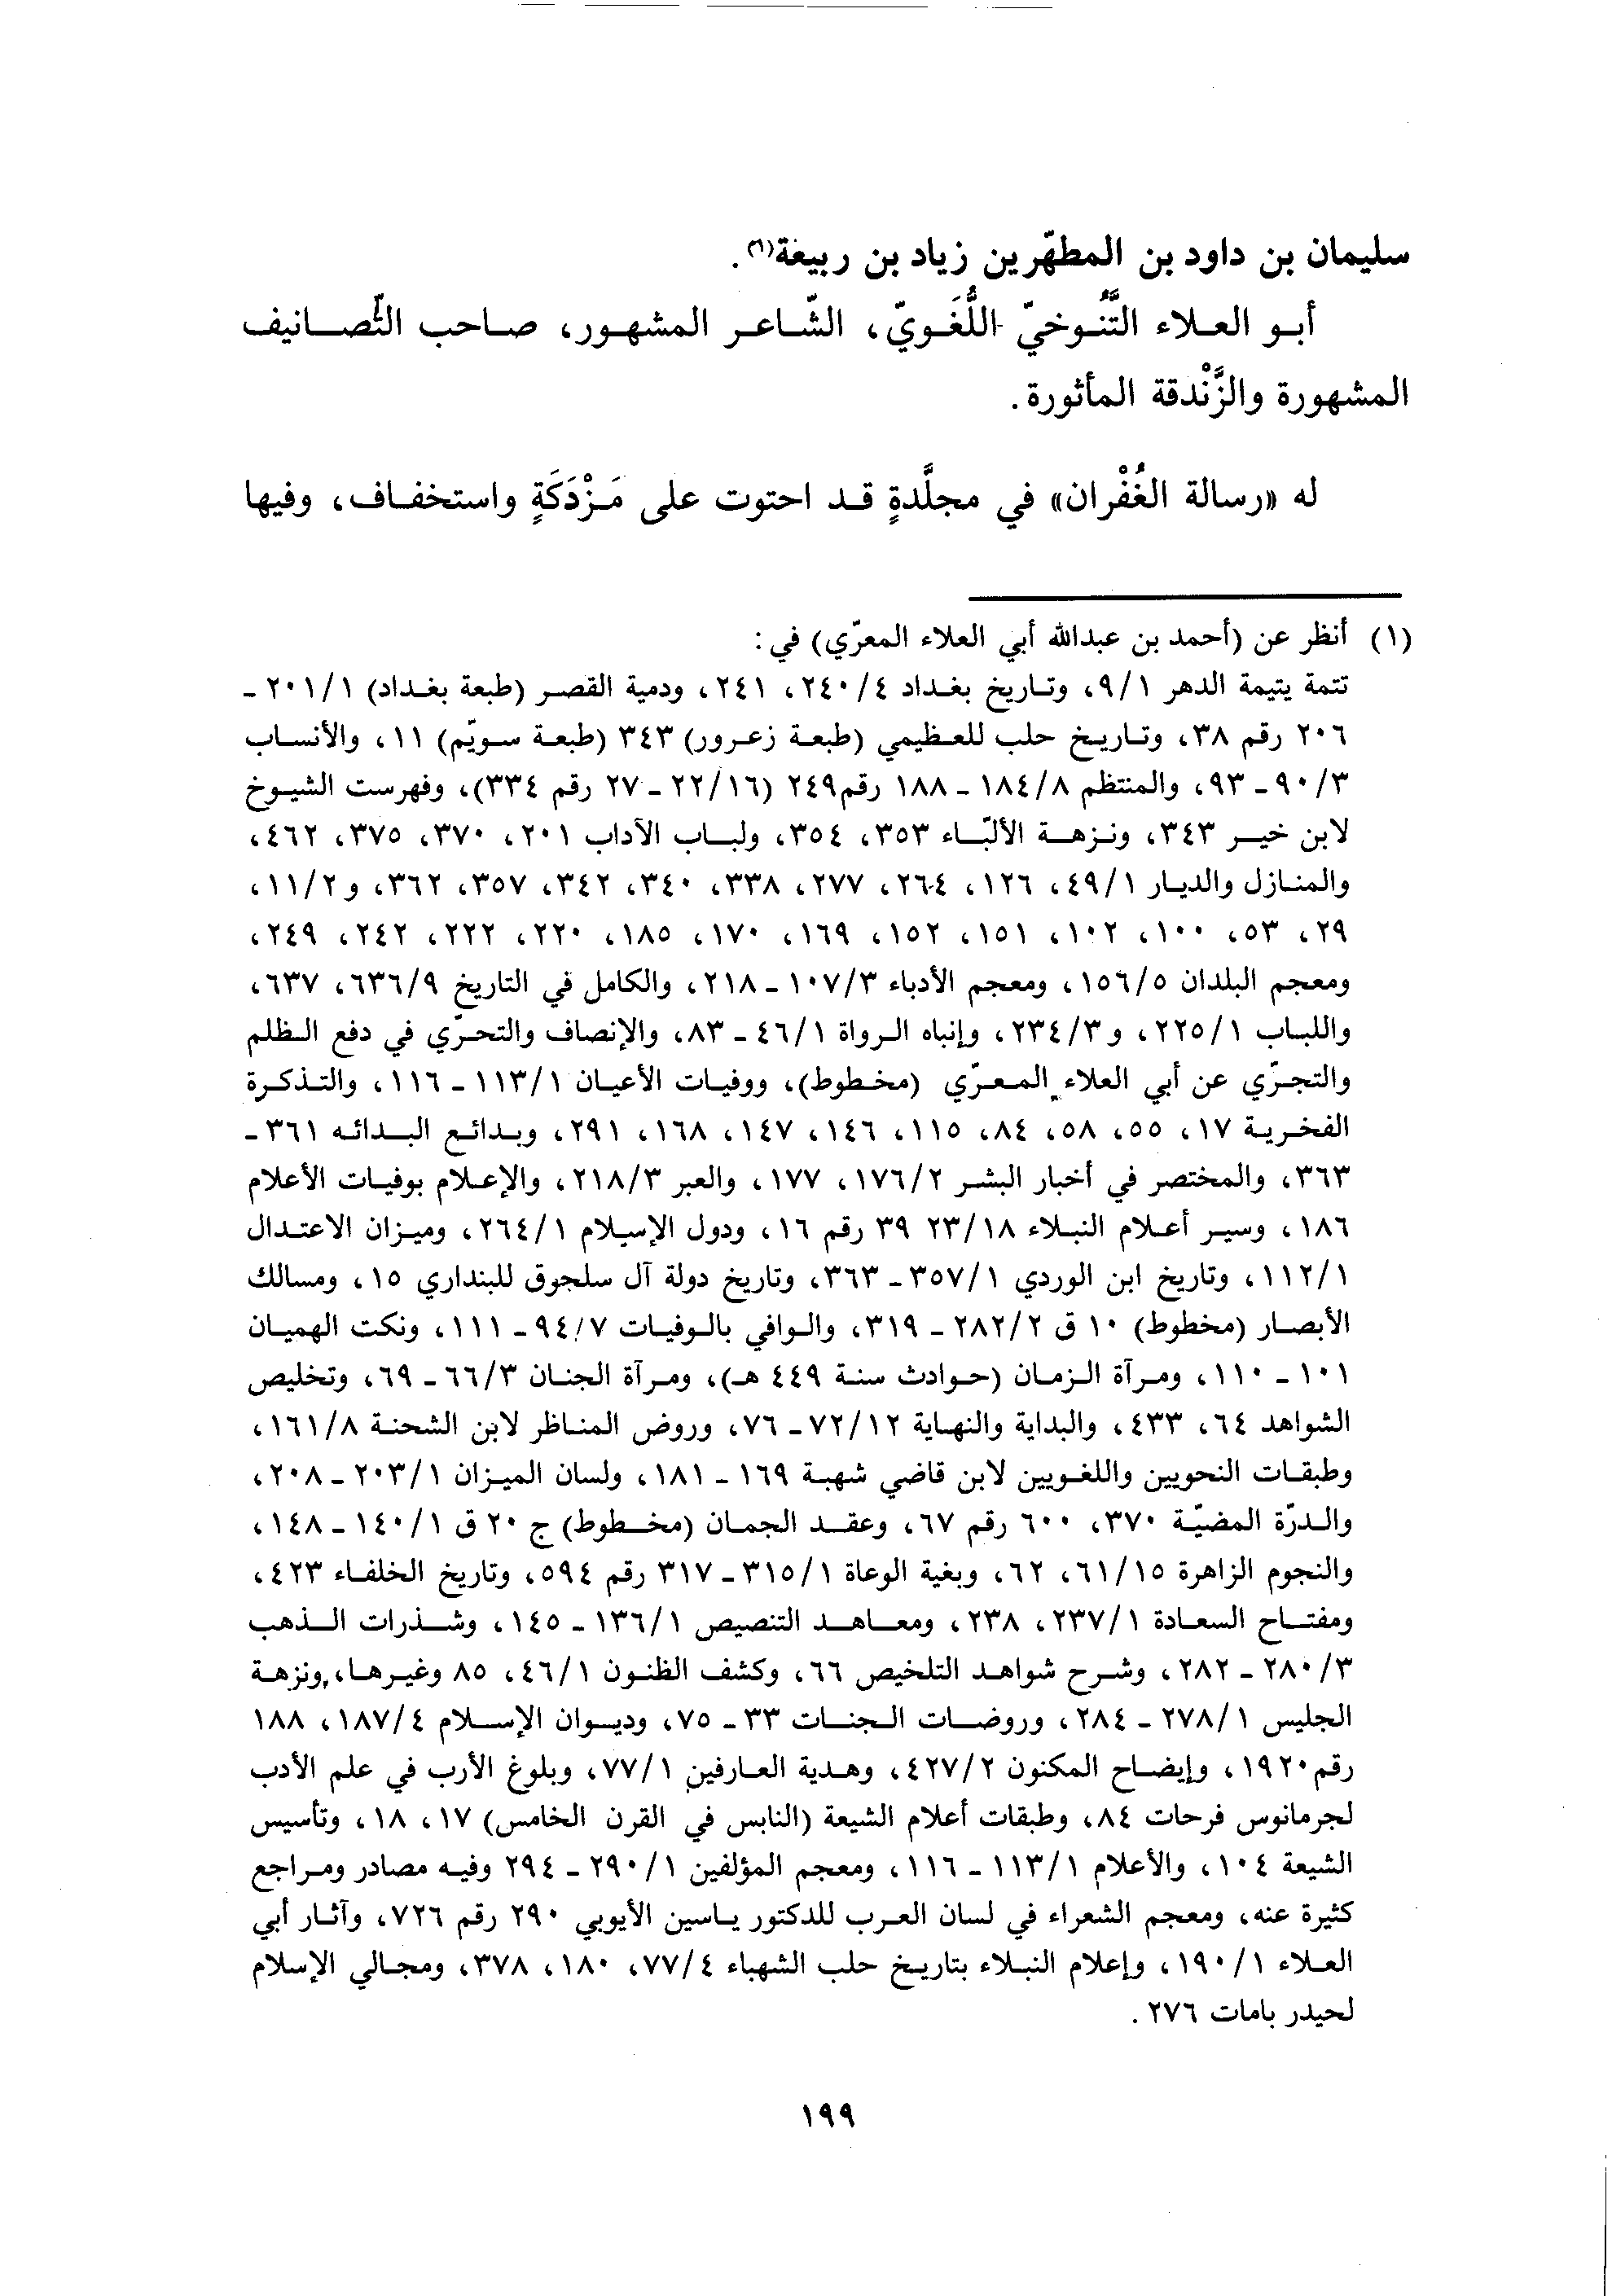 سليمان بن داود بن المطهّرين زياد بن ربيعة(١).
أبو العلاء التَّنُوخيّ اللُّغَويّ، الشّاعر المشهور، صاحب التّصانيف
المشهورة والزَّنْدقة المأثورة.
له «رسالة الغُفْران» في مجلَّدةٍ قد احتوت على مَزْدَكَةٍ واستخفاف، وفيها
(١) أنظر عن (أحمد بن عبدالله أبي العلاء المعرّي) في:
تتمة يتيمة الدهر ٩/١، وتاريخ بغداد ٢٤٠/٤، ٢٤١، ودمية القصر (طبعة بغداد) ٢٠١/١ -
٢٠٦ رقم ٣٨، وتاريخ حلب للعظيمي (طبعة زعرور) ٣٤٣ (طبعة سويّم) ١١، والأنساب
٩٠/٣ - ٩٣، والمنتظم ١٨٤/٨ - ١٨٨ رقم٢٤٩ (٢٢/١٦ - ٢٧ رقم ٣٣٤)، وفهرست الشيوخ
لابن خير ٣٤٣، ونزهة الألبّاء ٣٥٣، ٣٥٤، ولباب الآداب ٢٠١، ٣٧٠، ٣٧٥، ٤٦٢،
والمنازل والديار ٤٩/١، ١٢٦، ٢٦٤، ٢٧٧، ٣٣٨، ٣٤٠، ٣٤٢، ٣٥٧، ٣٦٢، و١١/٢،
٢٩، ٥٣، ١٠٠، ١٠٢، ١٥١، ١٥٢، ١٦٩، ١٧٠، ١٨٥، ٢٢٠، ٢٢٢، ٢٤٢، ٢٤٩،
ومعجم البلدان ١٥٦/٥، ومعجم الأدباء ١٠٧/٣ - ٢١٨، والكامل في التاريخ ٦٣٦/٩، ٦٣٧،
واللباب ٢٢٥/١، و٢٣٤/٣، وإنباه الرواة ٤٦/١ - ٨٣، والإنصاف والتحرّي في دفع الظلم
والتجرّي عن أبي العلاء المعرّي (مخطوط)، ووفيات الأعيان ١١٣/١ - ١١٦، والتذكرة
الفخرية ١٧، ٥٥، ٥٨، ٨٤، ١١٥، ١٤٦، ١٤٧، ١٦٨، ٢٩١، وبدائع البدائه ٣٦١ -
٣٦٣، والمختصر في أخبار البشر ١٧٦/٢، ١٧٧، والعبر ٢١٨/٣، والإعلام بوفيات الأعلام
١٨٦، وسير أعلام النبلاء ٢٣/١٨ ٣٩ رقم ١٦، ودول الإسلام ٢٦٤/١، وميزان الاعتدال
١١٢/١، وتاريخ ابن الوردي ٣٥٧/١ - ٣٦٣، وتاريخ دولة آل سلجوق للبنداري ١٥، ومسالك
الأبصار (مخطوط) ١٠ ق ٢٨٢/٢ - ٣١٩، والوافي بالوفيات ٩٤/٧ - ١١١، ونكت الهميان
١٠١ - ١١٠، ومرآة الزمان (حوادث سنة ٤٤٩ هـ)، ومرآة الجنان ٦٦/٣ - ٦٩، وتخليص
الشواهد ٦٤، ٤٣٣، والبداية والنهاية ٧٢/١٢ - ٧٦، وروض المناظر لابن الشحنة ١٦١/٨،
وطبقات النحويين واللغويين لابن قاضي شهبة ١٦٩ - ١٨١، ولسان الميزان ٢٠٣/١ - ٢٠٨،
والدرّة المضيّة ٣٧٠، ٦٠٠ رقم ٦٧، وعقد الجمان (مخطوط) ج ٢٠ ق ١٤٠/١ - ١٤٨،
والنجوم الزاهرة ٦١/١٥، ٦٢، وبغية الوعاة ٣١٥/١ - ٣١٧ رقم ٥٩٤، وتاريخ الخلفاء ٤٢٣،
ومفتاح السعادة ٢٣٧/١، ٢٣٨، ومعاهد التنصيص ١٣٦/١ - ١٤٥، وشذرات الذهب
٢٨٠/٣ - ٢٨٢، وشرح شواهد التلخيص ٦٦، وكشف الظنون ٤٦/١، ٨٥ وغيرها، ونزهة
الجليس ٢٧٨/١ - ٢٨٤، وروضات الجنات ٣٣ - ٧٥، وديوان الإسلام ١٨٧/٤، ١٨٨
رقم ١٩٢٠، وإيضاح المكنون ٤٢٧/٢، وهدية العارفين ٧٧/١، وبلوغ الأرب في علم الأدب
لجرمانوس فرحات ٨٤، وطبقات أعلام الشيعة (النابس في القرن الخامس) ١٧، ١٨، وتأسيس
الشيعة ١٠٤، والأعلام ١١٣/١ - ١١٦، ومعجم المؤلفين ٢٩٠/١ - ٢٩٤ وفيه مصادر ومراجع
كثيرة عنه، ومعجم الشعراء في لسان العرب للدكتور ياسين الأيوبي ٢٩٠ رقم ٧٢٦، وآثار أبي
العلاء ١٩٠/١، وإعلام النبلاء بتاريخ حلب الشهباء ٧٧/٤، ١٨٠، ٣٧٨، ومجالي الإسلام
لحيدر بامات ٢٧٦.
١٩٩